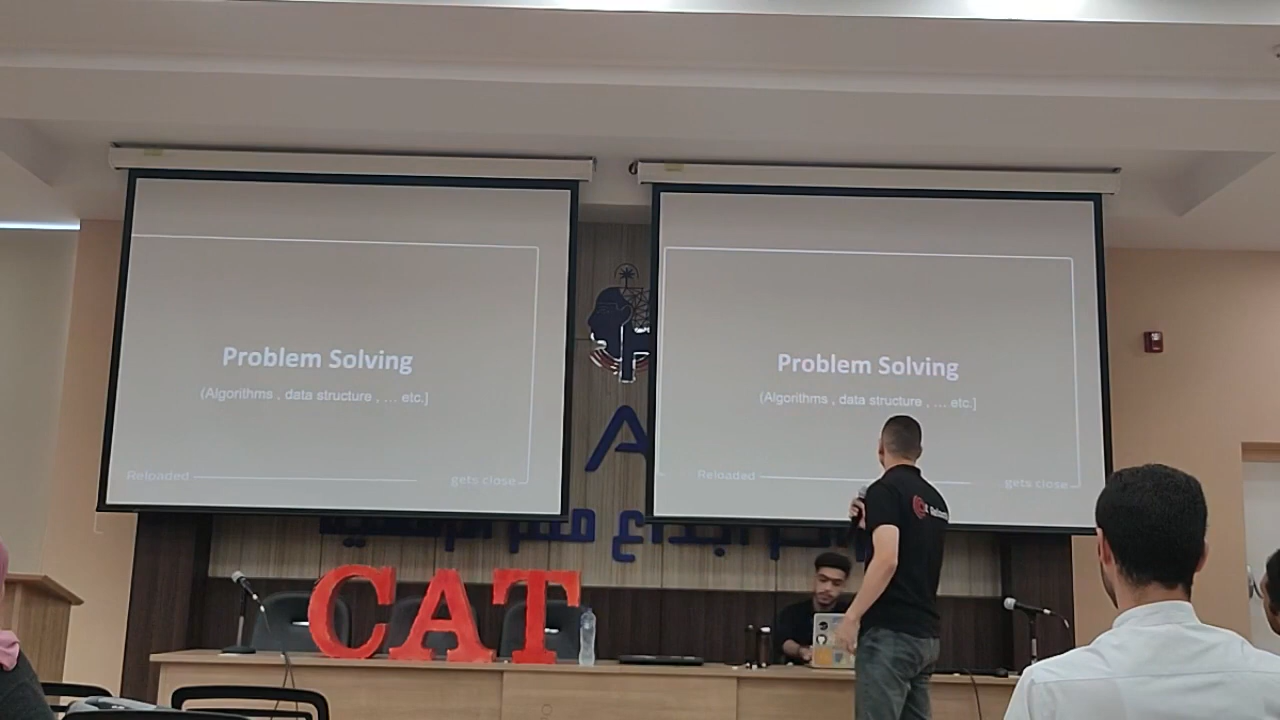 Problem Solving
(Algorithms , data structure , ... etc.]
Reloaded
gets close
Problem Solving
(Algorithms , data structure , ... etc.]
Reloaded
gets close
A
CAT